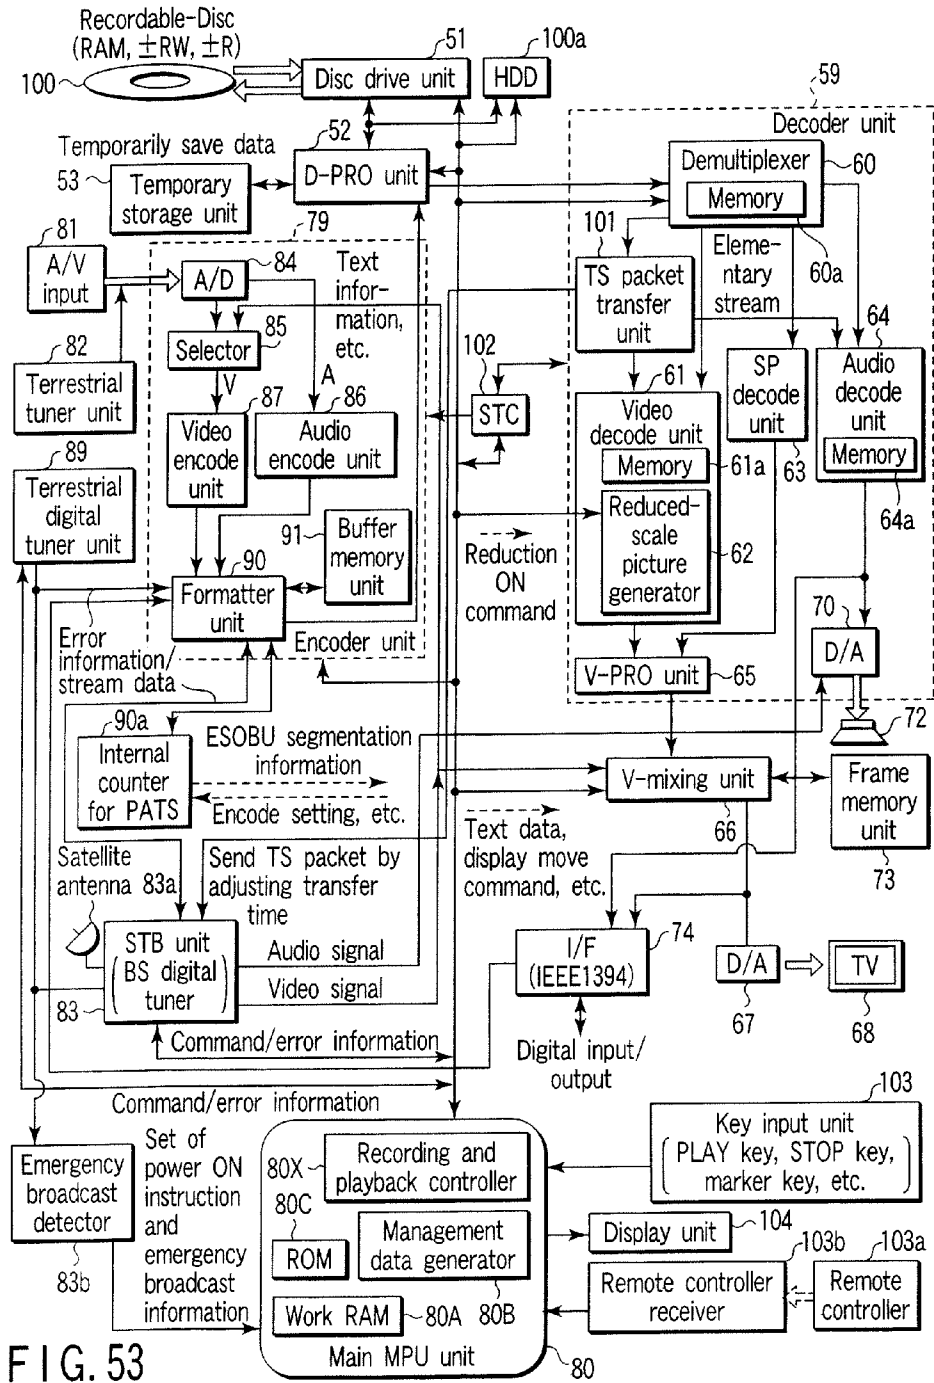 Recordable-Disc
(RAM, ±RW, ±R)
100
51
Disc drive unit
100a
HDD
59
Decoder unit
52
D-PRO unit
Temporarily save data
53
Temporary
storage unit
Demultiplexer
60
Memory
60a
81
A/V
input
79
84
A/D
Text
infor-
mation,
etc.
101
TS packet
transfer
unit
Elemen-
tary
stream
85
Selector
82
Terrestrial
tuner unit
V
A
87
Video
encode
unit
86
Audio
encode unit
102
STC
61
Video
decode unit
Memory
61a
SP
decode
unit
63
64
Audio
decode
unit
Memory
64a
89
Terrestrial
digital
tuner unit
91
Buffer
memory
unit
Reduced-
scale
picture
generator
62
Reduction
ON
command
90
Formatter
unit
Encoder unit
Error
information/
stream data
70
D/A
72
V-PRO unit
65
90a
Internal
counter
for PATS
ESOBU segmentation
information
Encode setting, etc.
V-mixing unit
66
Frame
memory
unit
73
Text data,
display move
command, etc.
Satellite
antenna
83a
Send TS packet by
adjusting transfer
time
STB unit
(BS digital
tuner)
83
Audio signal
Video signal
I/F
(IEEE1394)
74
D/A
67
TV
68
Digital input/
output
Command/error information
Command/error information
Emergency
broadcast
detector
83b
Set of
power ON
instruction
and
emergency
broadcast
information
80X
Recording and
playback controller
80C
ROM
Management
data generator
80B
Work RAM
80A
Main MPU unit
80
103
Key input unit
(PLAY key, STOP key,
marker key, etc.)
Display unit
104
103b
Remote controller
receiver
103a
Remote
controller
FIG. 53